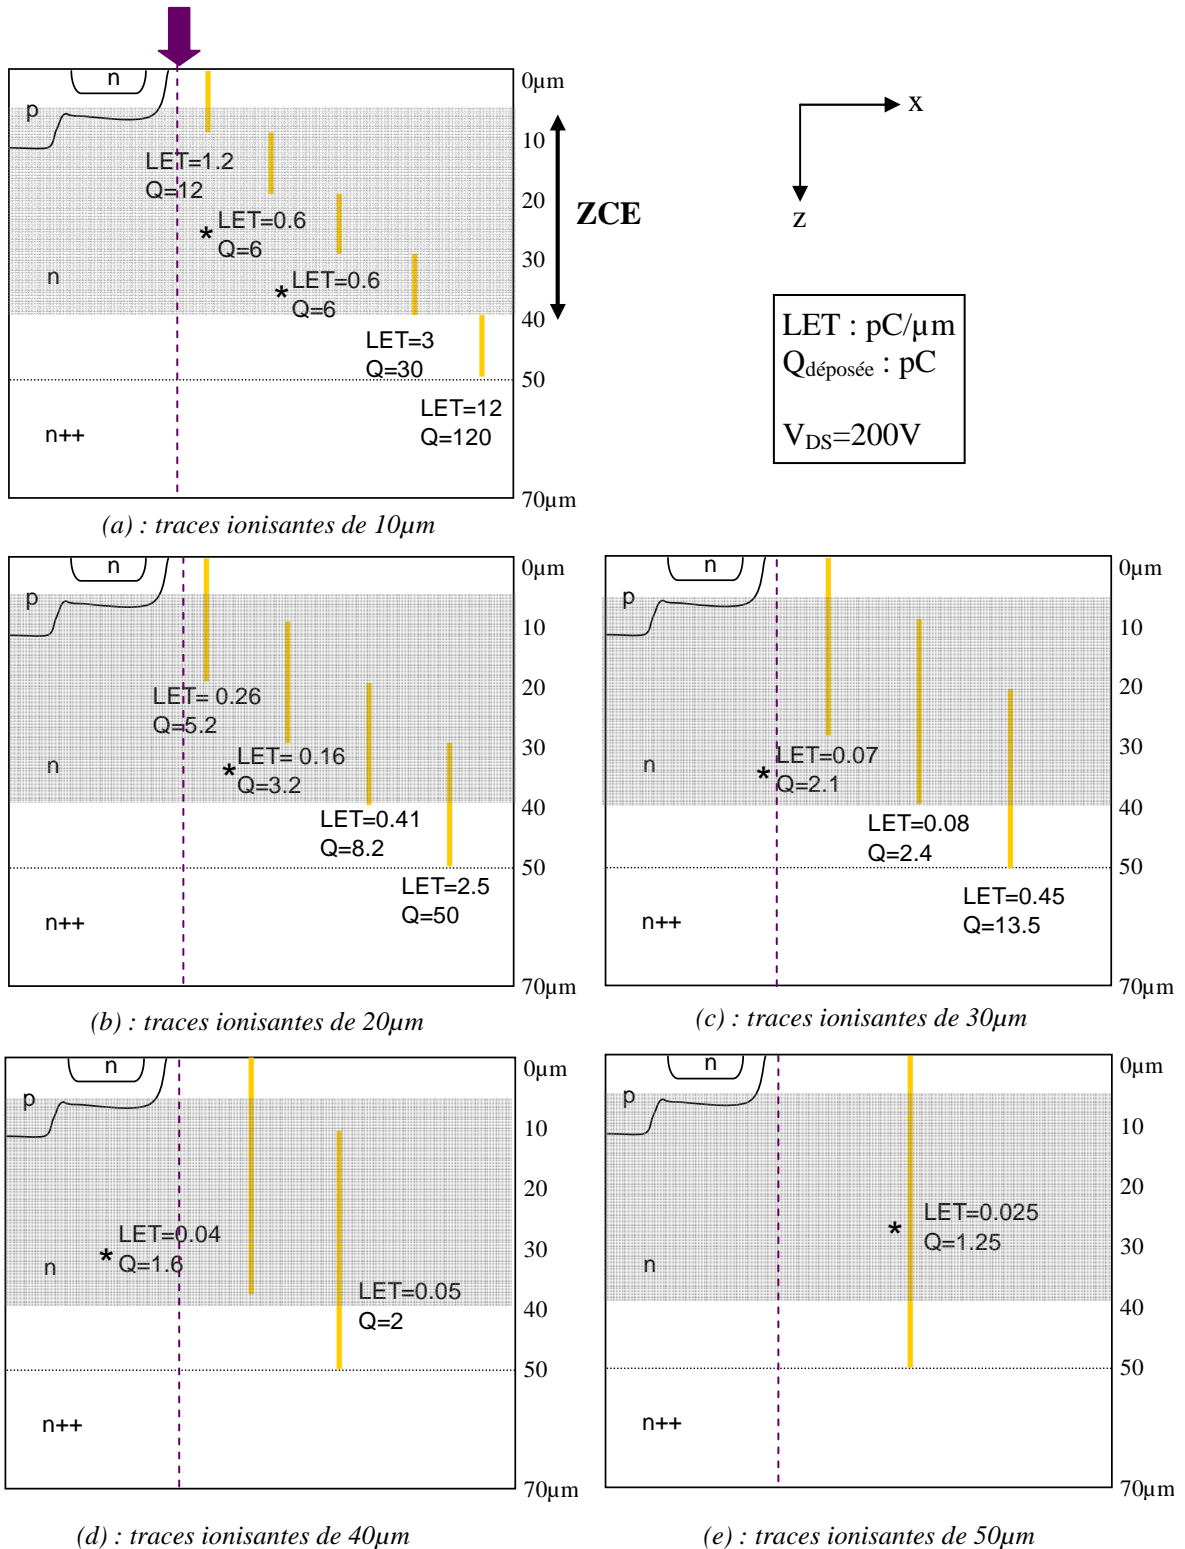 n
p
n
n++
LET=1.2
Q=12
* LET=0.6
Q=6
* LET=0.6
Q=6
LET=3
Q=30
LET=12
Q=120
0µm
10
20
30
40
50
70µm
ZCE
x
z
LET : pC/µm
Qdéposée : pC
VDS=200V
(a) : traces ionisantes de 10µm
n
p
n
n++
LET= 0.26
Q=5.2
* LET= 0.16
Q=3.2
LET=0.41
Q=8.2
LET=2.5
Q=50
0µm
10
20
30
40
50
70µm
(b) : traces ionisantes de 20µm
n
p
n
n++
* LET=0.07
Q=2.1
LET=0.08
Q=2.4
LET=0.45
Q=13.5
0µm
10
20
30
40
50
70µm
(c) : traces ionisantes de 30µm
n
p
n
n++
* LET=0.04
Q=1.6
LET=0.05
Q=2
0µm
10
20
30
40
50
70µm
(d) : traces ionisantes de 40µm
n
p
n
n++
* LET=0.025
Q=1.25
0µm
10
20
30
40
50
70µm
(e) : traces ionisantes de 50µm